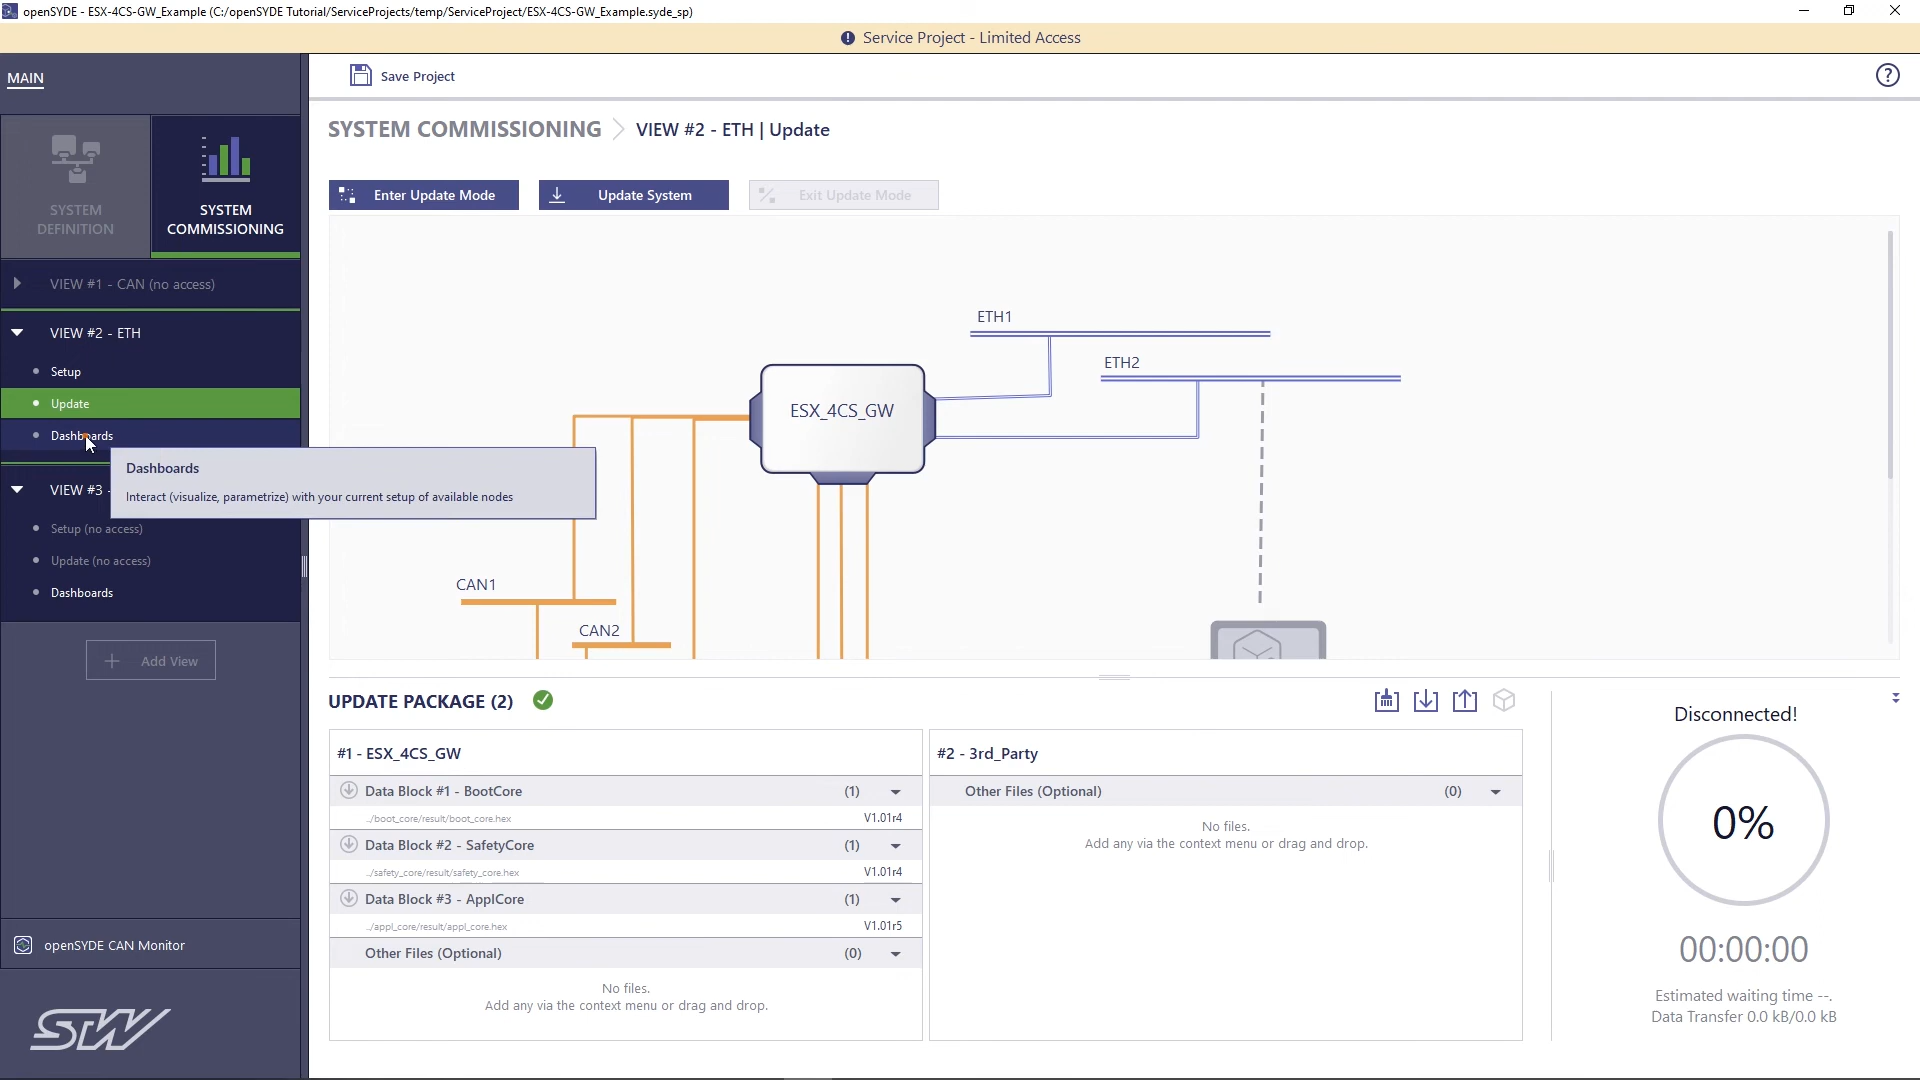 openSYDE - ESX-4CS-GW_Example (C:/openSYDE Tutorial/ServiceProjects/temp/ServiceProject/ESX-4CS-GW_Example.syde_sp)
Service Project - Limited Access
MAIN
Save Project
SYSTEM COMMISSIONING
VIEW #2 - ETH | Update
SYSTEM
DEFINITION
SYSTEM
COMMISSIONING
Enter Update Mode
Update System
Exit Update Mode
VIEW #1 - CAN (no access)
VIEW #2 - ETH
Setup
Update
Dashboards
Dashboards
Interact (visualize, parametrize) with your current setup of available nodes
VIEW #3 -
Setup (no access)
Update (no access)
Dashboards
Add View
openSYDE CAN Monitor
STW
ETH1
ETH2
ESX_4CS_GW
CAN1
CAN2
UPDATE PACKAGE (2)
#1 - ESX_4CS_GW
Data Block #1 - BootCore (1)
../boot_core/result/boot_core.hex V1.01r4
Data Block #2 - SafetyCore (1)
../safety_core/result/safety_core.hex V1.01r4
Data Block #3 - ApplCore (1)
../appl_core/result/appl_core.hex V1.01r5
Other Files (Optional) (0)
No files.
Add any via the context menu or drag and drop.
#2 - 3rd_Party
Other Files (Optional) (0)
No files.
Add any via the context menu or drag and drop.
Disconnected!
0%
00:00:00
Estimated waiting time --.
Data Transfer 0.0 kB/0.0 kB